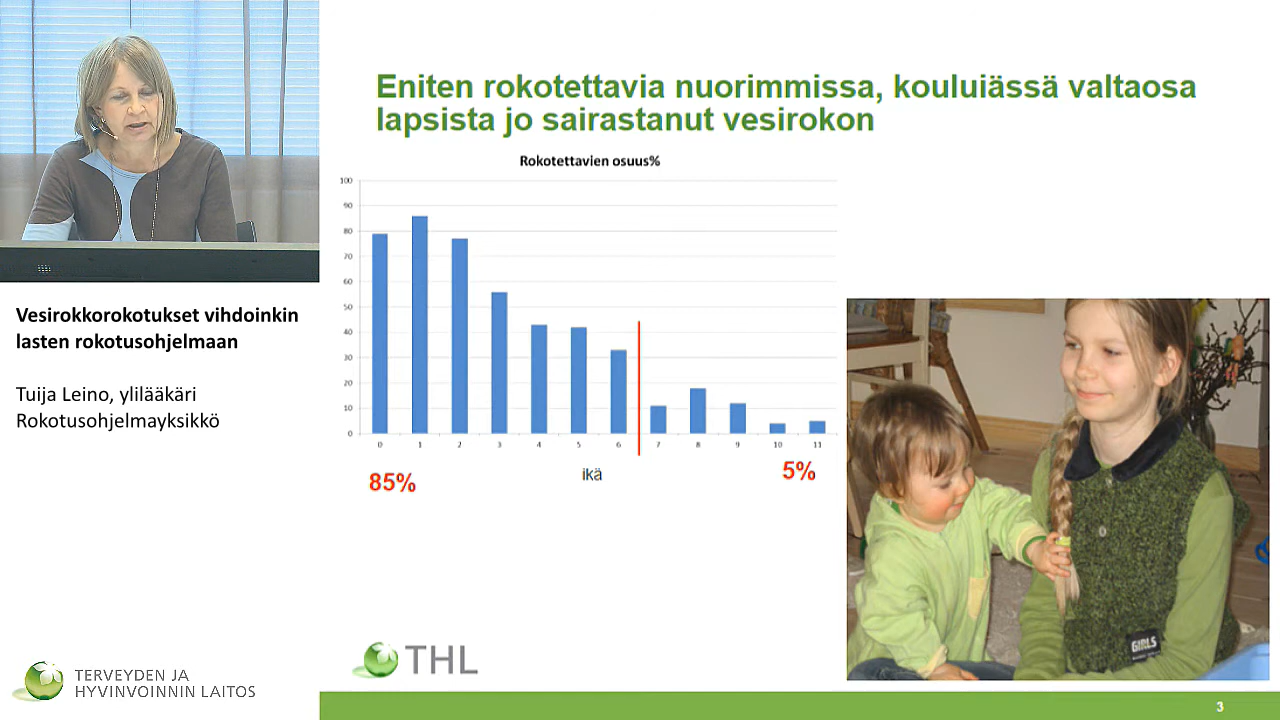 Eniten rokotettavia nuorimmissa, kouluiässä valtaosa
lapsista jo sairastanut vesirokon
Rokotettavien osuus%
100
90
80
70
60
50
40
30
20
10
0
0 1 2 3 4 5 6 7 8 9 10 11
85% ikä 5%
Vesirokkorokotukset vihdoinkin
lasten rokotusohjelmaan
Tuija Leino, ylilääkäri
Rokotusohjelmayksikkö
GIRLS
THL
TERVEYDEN JA
HYVINVOINNIN LAITOS
3